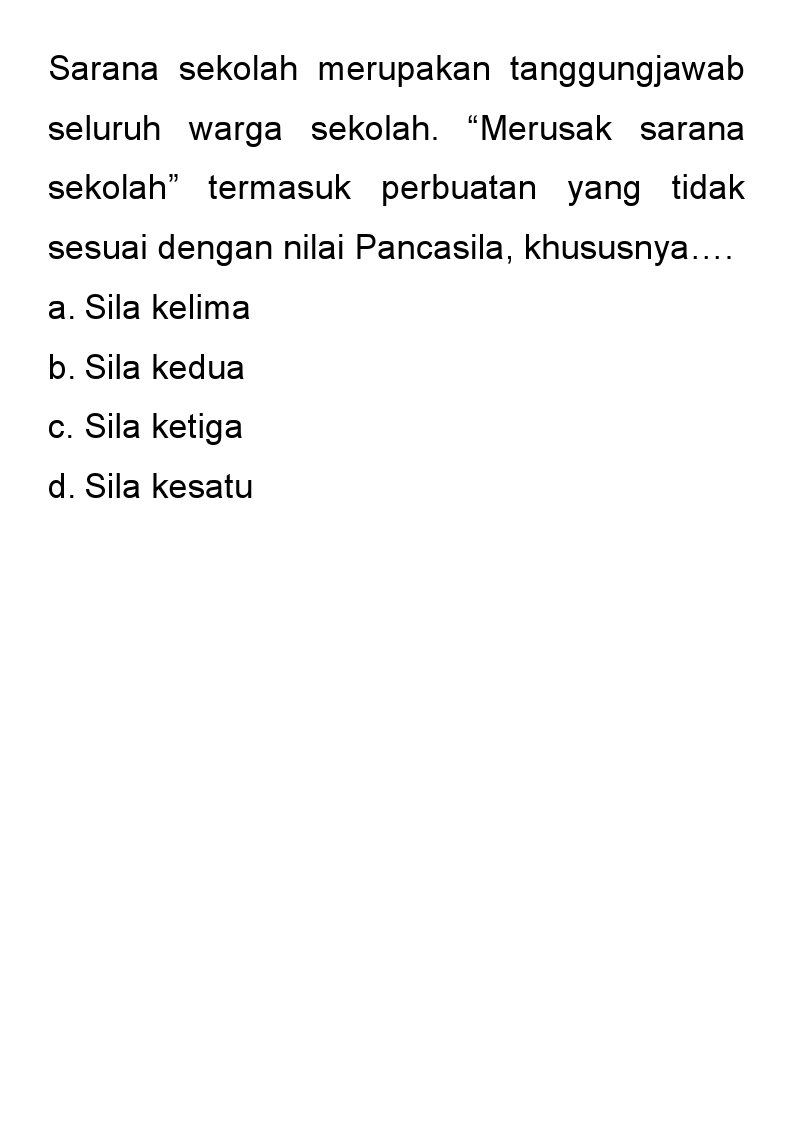 Sarana sekolah merupakan tanggungjawab
seluruh warga sekolah. “Merusak sarana
sekolah” termasuk perbuatan yang tidak
sesuai dengan nilai Pancasila, khususnya….
a. Sila kelima
b. Sila kedua
c. Sila ketiga
d. Sila kesatu